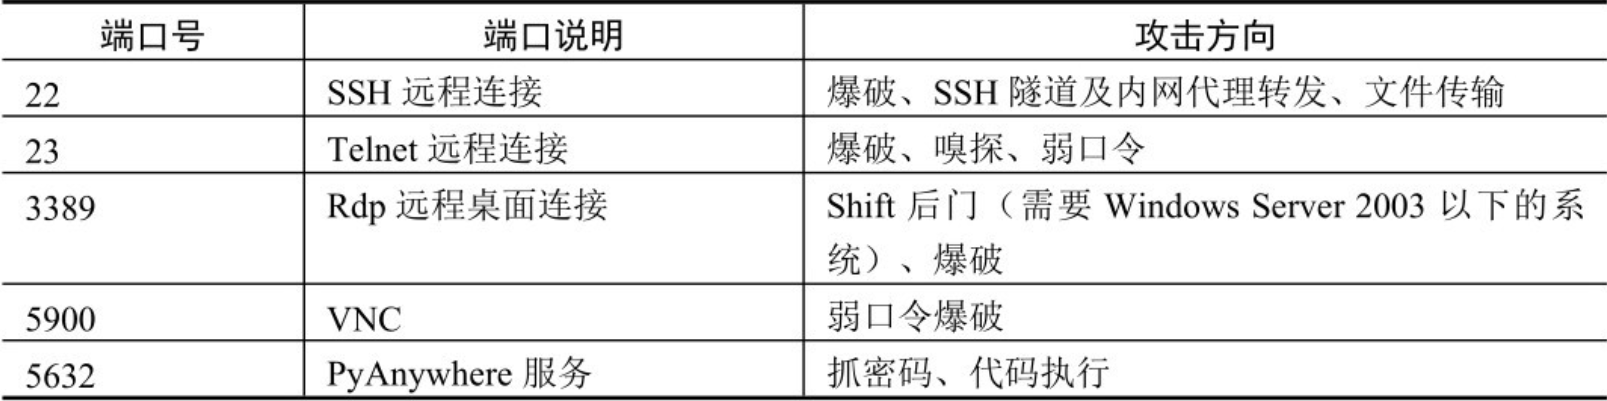 端口号 端口说明 攻击方向
22 SSH 远程连接 爆破、SSH 隧道及内网代理转发、文件传输
23 Telnet 远程连接 爆破、嗅探、弱口令
3389 Rdp 远程桌面连接 Shift 后门（需要 Windows Server 2003 以下的系
统）、爆破
5900 VNC 弱口令爆破
5632 PyAnywhere 服务 抓密码、代码执行